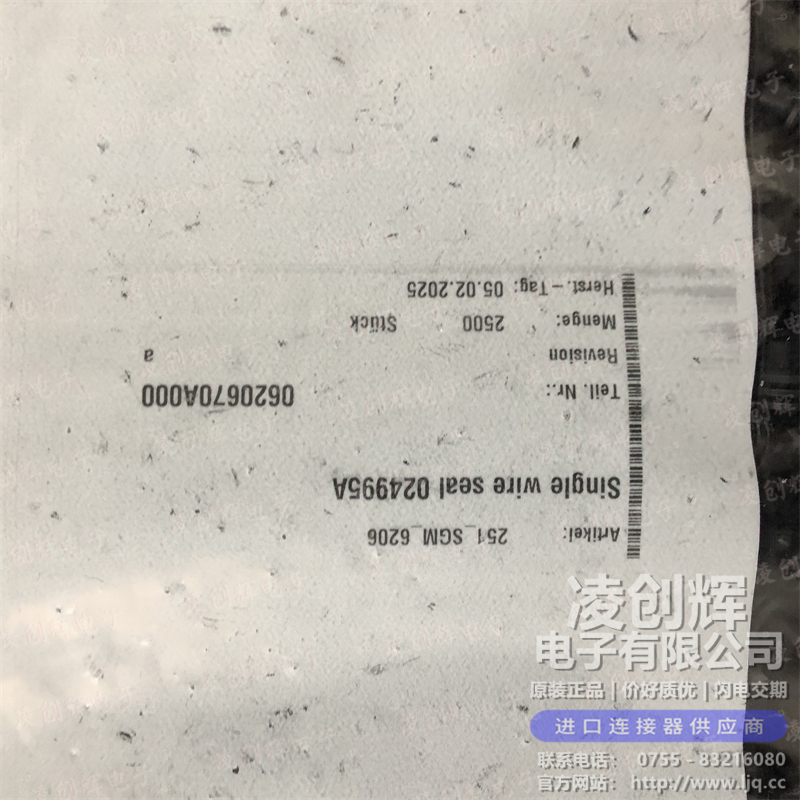 Artikel: 251_SGM_6206
Single wire seal 024995A
Teil.Nr.: 0620670A000
Revision a
Menge: 2500 Stück
Herst.-Tag: 05.02.2025
凌创辉
电子有限公司
原装正品 | 价好质优 | 闪电交期
进口连接器供应商
联系电话: 0755-83216080
官方网站: http://www.ljq.cc